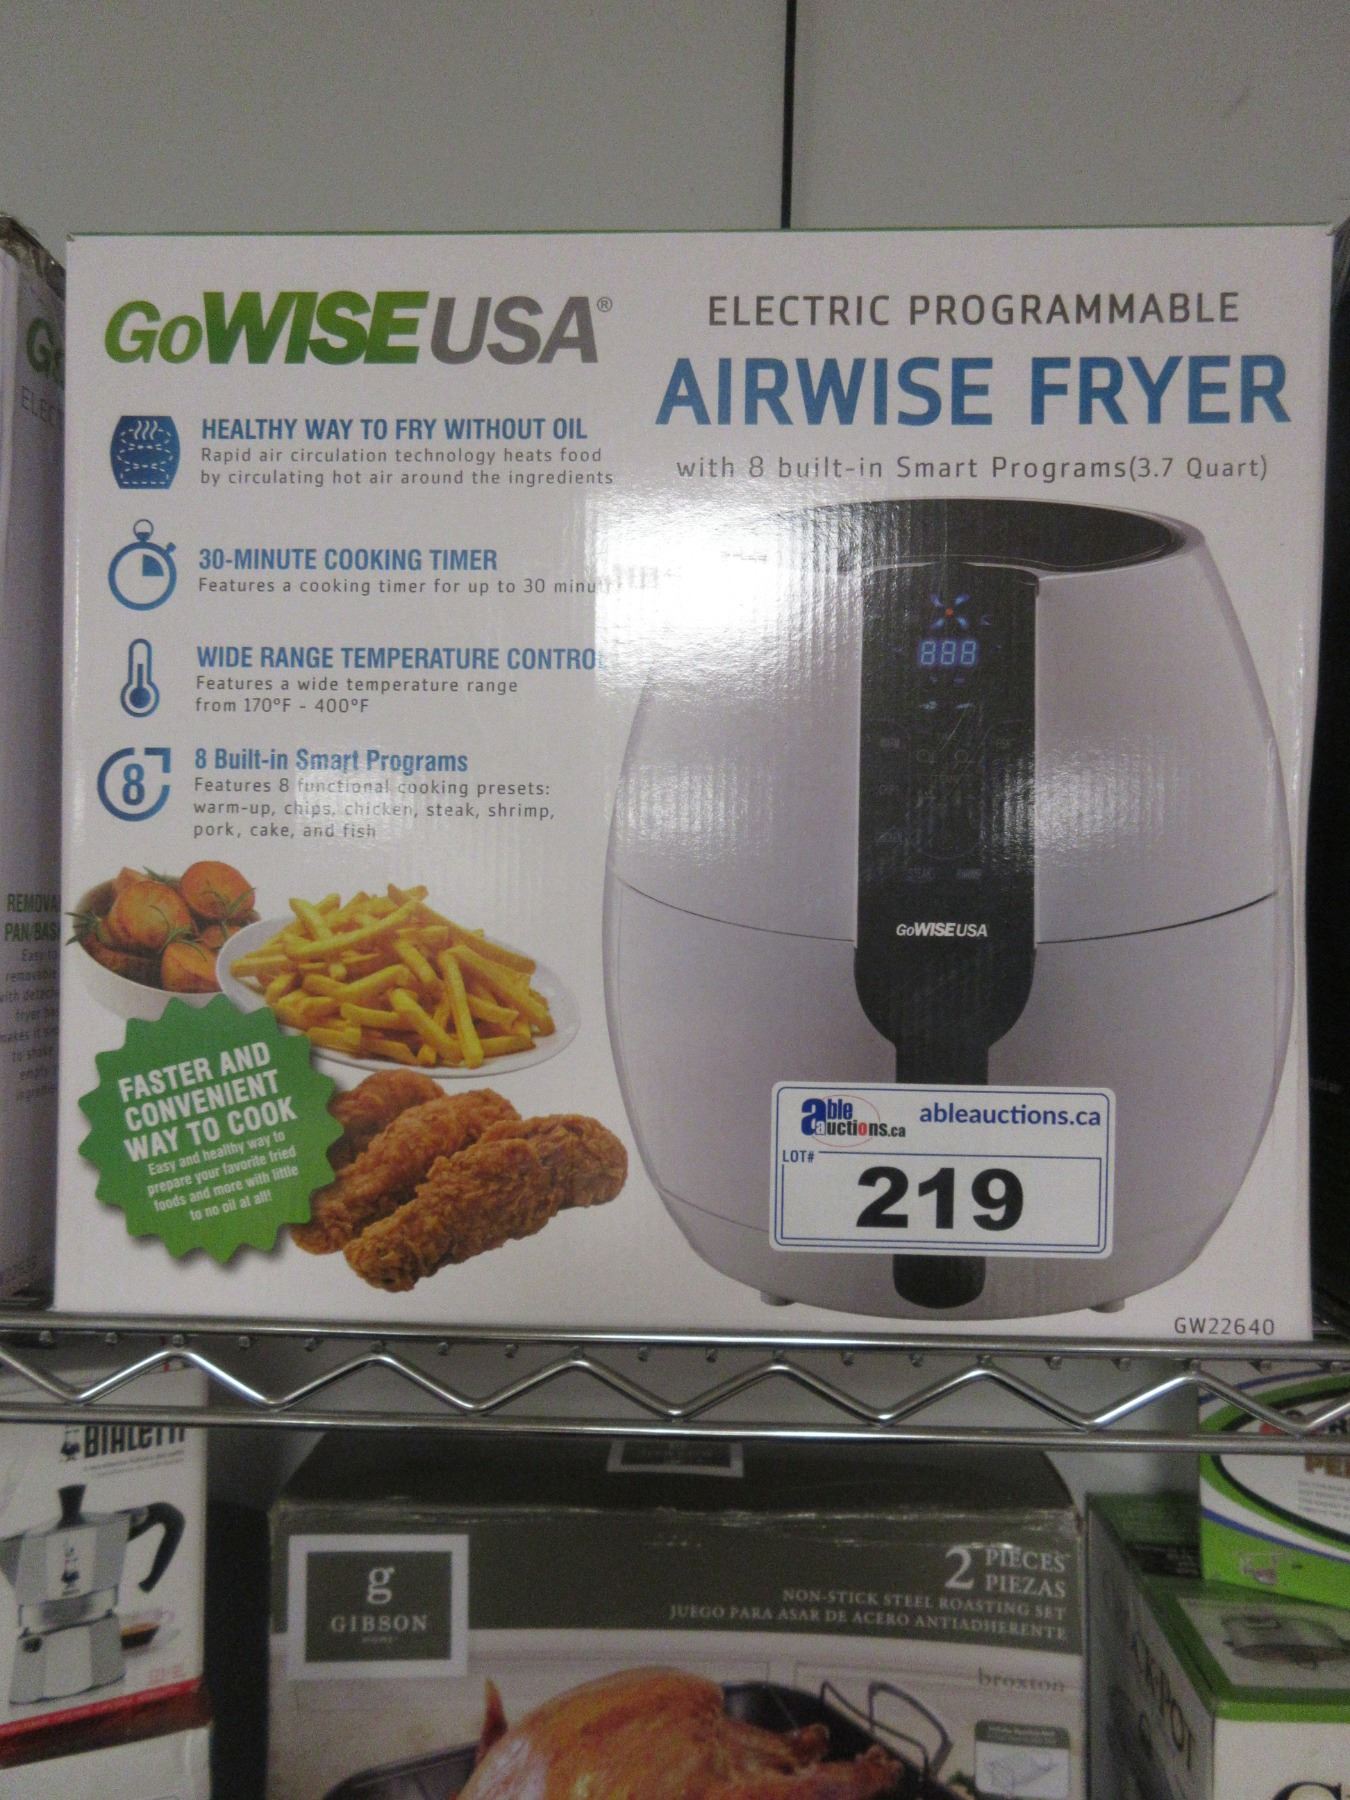 GoWISEUSA®
ELECTRIC PROGRAMMABLE
AIRWISE FRYER
with 8 built-in Smart Programs(3.7 Quart)
HEALTHY WAY TO FRY WITHOUT OIL
Rapid air circulation technology heats food
by circulating hot air around the ingredients
30-MINUTE COOKING TIMER
Features a cooking timer for up to 30
WIDE RANGE TEMPERATURE CONTROL
Features a wide temperature range
from 170°F - 400°F
8
8 Built-in Smart Programs
Features 8 functional cooking presets:
warm-up, chips, chicken, steak, shrimp,
pork, cake, and fish
888
GoWISEUSA
FASTER AND
CONVENIENT
WAY TO COOK
Easy and healthy way to
prepare your favorite fried
foods and more with little
to no oil at all!
able auctions.ca
ableauctions.ca
LOT#
219
GW22640
BIALETTI
g
GIBSON
HOME
2 PIECES
PIEZAS
NON-STICK STEEL ROASTING SET
JUEGO PARA ASAR DE ACERO ANTIADHERENTE
broxton